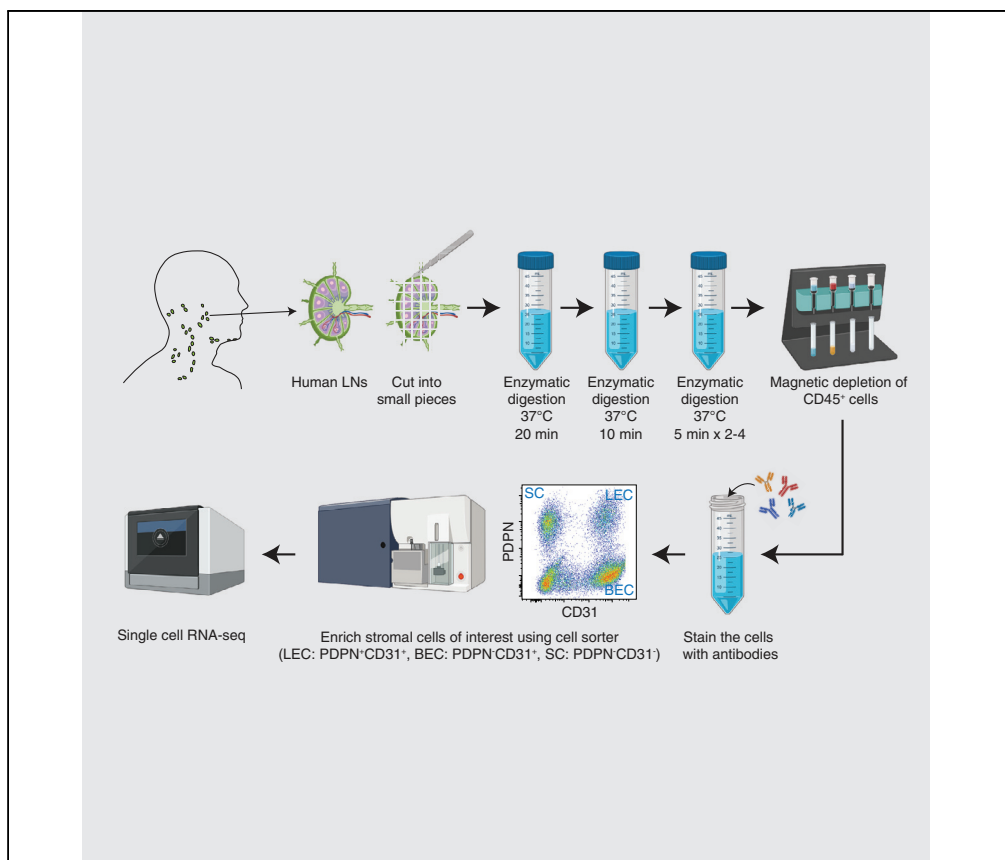 Human LNs
Cut into
small pieces
Enzymatic
digestion
37°C
20 min
Enzymatic
digestion
37°C
10 min
Enzymatic
digestion
37°C
5 min x 2-4
Magnetic depletion of
CD45⁺ cells
Single cell RNA-seq
Enrich stromal cells of interest using cell sorter
(LEC: PDPN⁺CD31⁺, BEC: PDPN⁻CD31⁺, SC: PDPN⁻CD31⁻)
SC
LEC
BEC
PDPN
CD31
Stain the cells
with antibodies